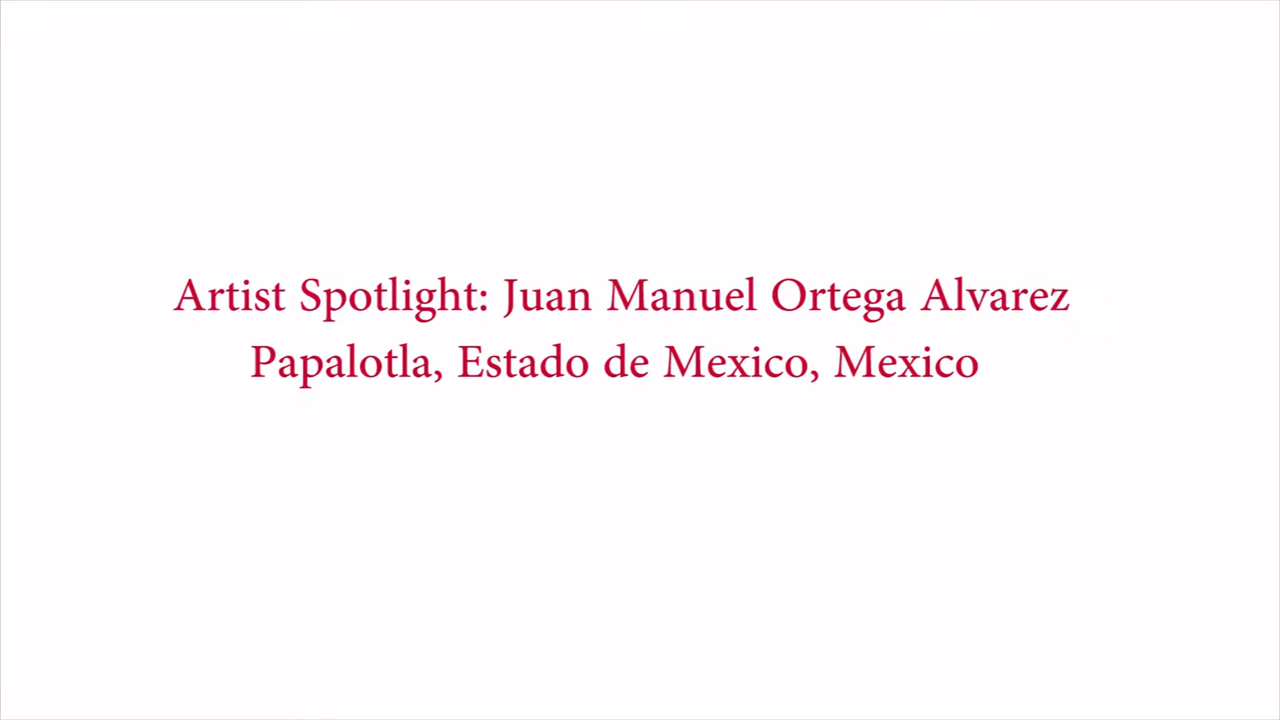 Artist Spotlight: Juan Manuel Ortega Alvarez
Papalotla, Estado de Mexico, Mexico